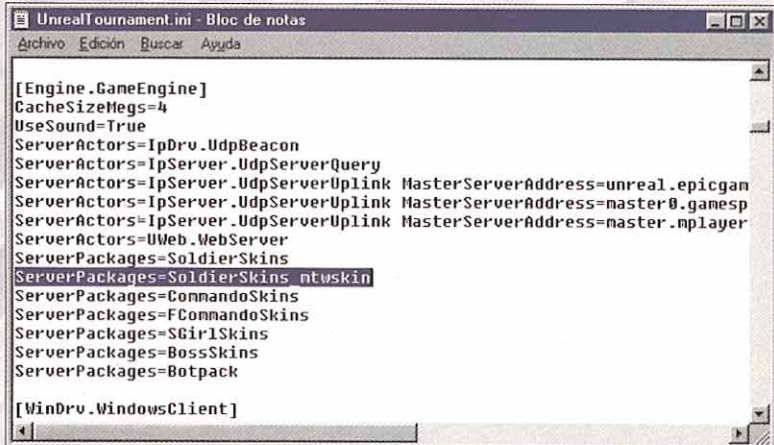 UnrealTournament.ini - Bloc de notas
Archivo Edición Buscar Ayuda
[Engine.GameEngine]
CacheSizeMegs=4
UseSound=True
ServerActors=IpDrv.UdpBeacon
ServerActors=IpServer.UdpServerQuery
ServerActors=IpServer.UdpServerUplink MasterServerAddress=unreal.epicgam
ServerActors=IpServer.UdpServerUplink MasterServerAddress=master0.gamesp
ServerActors=IpServer.UdpServerUplink MasterServerAddress=master.mplayer
ServerActors=UWeb.WebServer
ServerPackages=SoldierSkins
ServerPackages=SoldierSkins_mtwskin
ServerPackages=CommandoSkins
ServerPackages=FCommandoSkins
ServerPackages=SGirlSkins
ServerPackages=BossSkins
ServerPackages=Botpack
[WinDrv.WindowsClient]